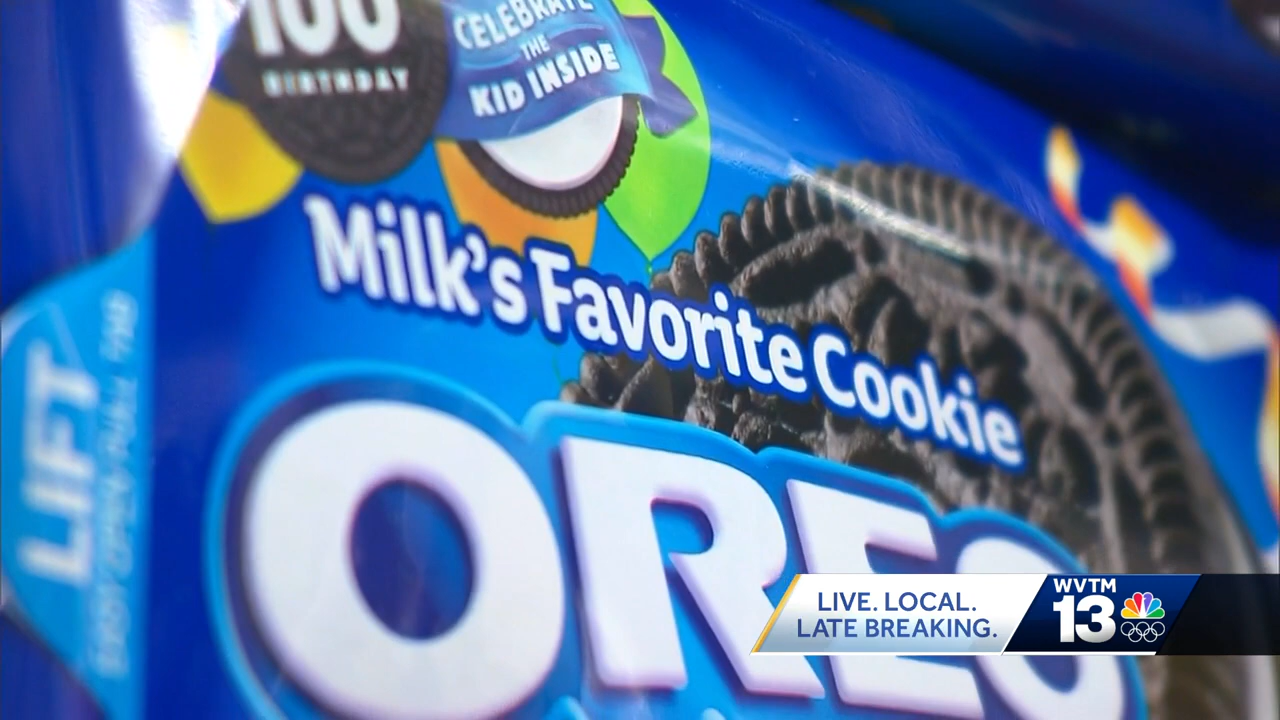 100
BIRTHDAY
CELEBRATE
THE
KID INSIDE
Milk's Favorite Cookie
OREO
LIFT
LIVE. LOCAL.
LATE BREAKING.
WVTM
13